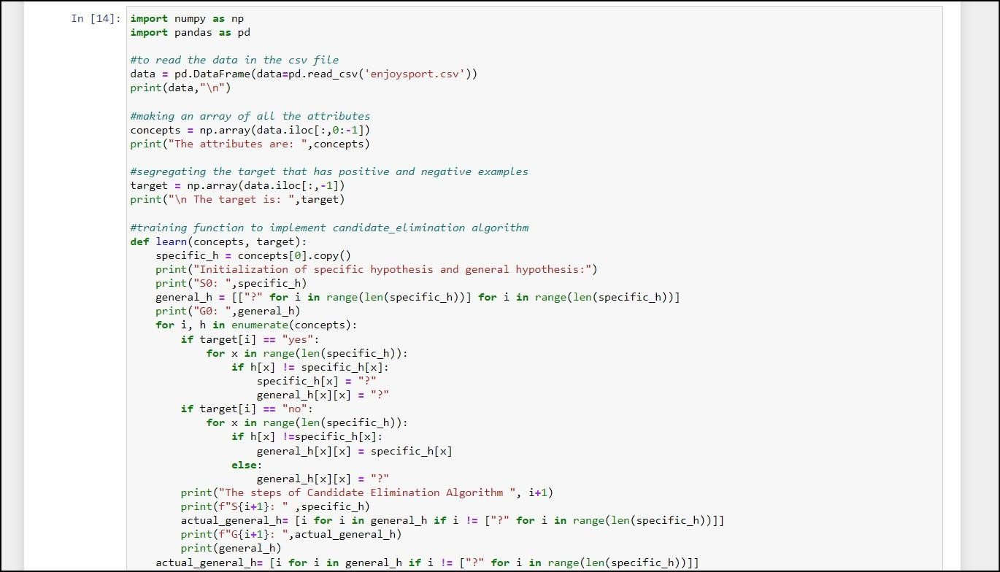 In [14]: import numpy as np
import pandas as pd
#to read the data in the csv file
data = pd.DataFrame(data=pd.read_csv('enjoysport.csv'))
print(data,"\n")
#making an array of all the attributes
concepts = np.array(data.iloc[:,0:-1])
print("The attributes are: ",concepts)
#segregating the target that has positive and negative examples
target = np.array(data.iloc[:,-1])
print("\n The target is: ",target)
#training function to implement candidate_elimination algorithm
def learn(concepts, target):
    specific_h = concepts[0].copy()
    print("Initialization of specific hypothesis and general hypothesis:")
    print("S0: ",specific_h)
    general_h = [["?" for i in range(len(specific_h))] for i in range(len(specific_h))]
    print("G0: ",general_h)
    for i, h in enumerate(concepts):
        if target[i] == "yes":
            for x in range(len(specific_h)):
                if h[x] != specific_h[x]:
                    specific_h[x] = "?"
                    general_h[x][x] = "?"
        if target[i] == "no":
            for x in range(len(specific_h)):
                if h[x] !=specific_h[x]:
                    general_h[x][x] = specific_h[x]
                else:
                    general_h[x][x] = "?"
        print("The steps of Candidate Elimination Algorithm ", i+1)
        print(f"S{i+1}: " ,specific_h)
        actual_general_h= [i for i in general_h if i != ["?" for i in range(len(specific_h))]]
        print(f"G{i+1}: ",actual_general_h)
        print(general_h)
    actual_general_h= [i for i in general_h if i != ["?" for i in range(len(specific_h))]]